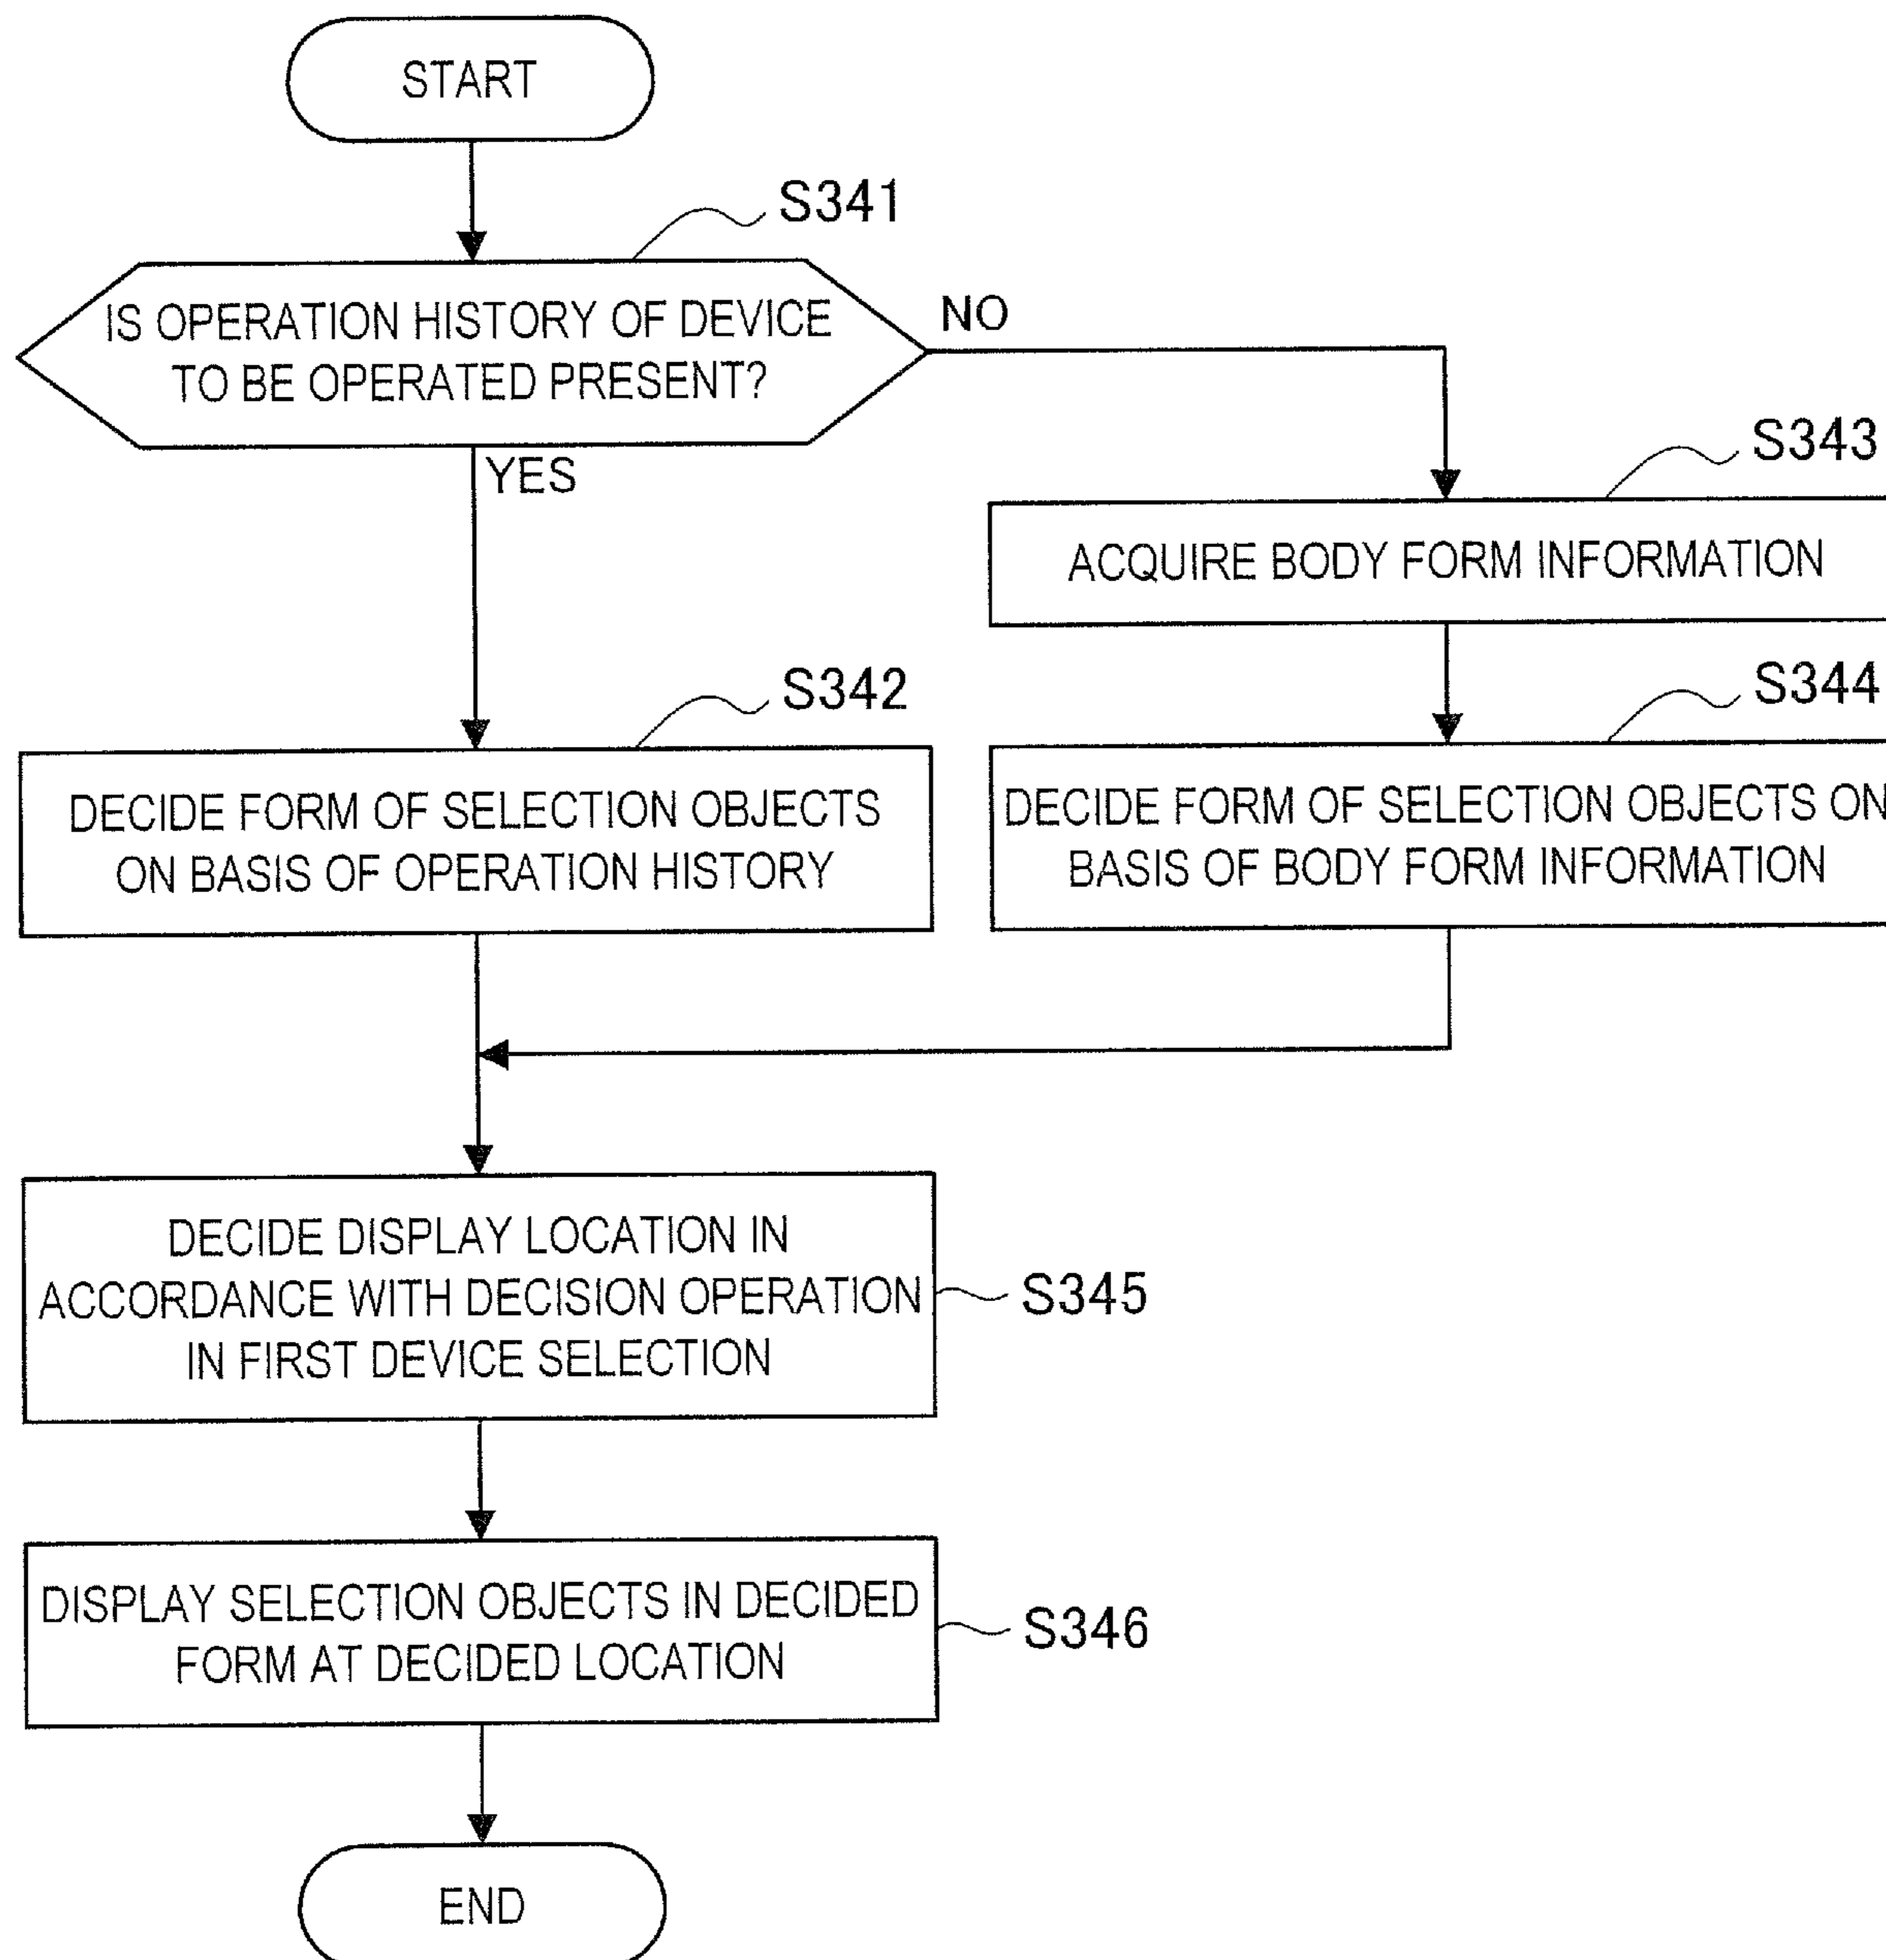 START
S341
IS OPERATION HISTORY OF DEVICE
TO BE OPERATED PRESENT?
NO
YES
S343
ACQUIRE BODY FORM INFORMATION
S342
DECIDE FORM OF SELECTION OBJECTS
ON BASIS OF OPERATION HISTORY
S344
DECIDE FORM OF SELECTION OBJECTS ON
BASIS OF BODY FORM INFORMATION
DECIDE DISPLAY LOCATION IN
ACCORDANCE WITH DECISION OPERATION
IN FIRST DEVICE SELECTION
S345
DISPLAY SELECTION OBJECTS IN DECIDED
FORM AT DECIDED LOCATION
S346
END